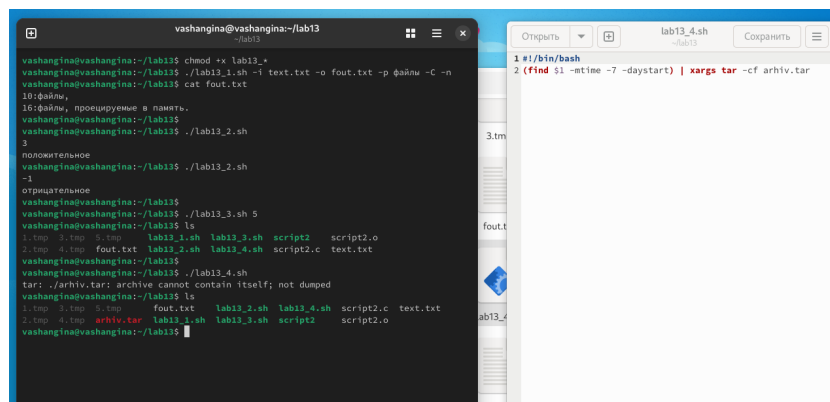 vashangina@vashangina:~/lab13
~/lab13
vashangina@vashangina:~/lab13$ chmod +x lab13_*
vashangina@vashangina:~/lab13$ ./lab13_1.sh -i text.txt -o fout.txt -p файлы -C -n
vashangina@vashangina:~/lab13$ cat fout.txt
10:файлы,
16:файлы, проецируемые в память.
vashangina@vashangina:~/lab13$
vashangina@vashangina:~/lab13$ ./lab13_2.sh
3
положительное
vashangina@vashangina:~/lab13$ ./lab13_2.sh
-1
отрицательное
vashangina@vashangina:~/lab13$
vashangina@vashangina:~/lab13$ ./lab13_3.sh 5
vashangina@vashangina:~/lab13$ ls
1.tmp 3.tmp 5.tmp lab13_1.sh lab13_3.sh script2 script2.o
2.tmp 4.tmp fout.txt lab13_2.sh lab13_4.sh script2.c text.txt
vashangina@vashangina:~/lab13$
vashangina@vashangina:~/lab13$ ./lab13_4.sh
tar: ./arhiv.tar: archive cannot contain itself; not dumped
vashangina@vashangina:~/lab13$ ls
1.tmp 3.tmp 5.tmp fout.txt lab13_2.sh lab13_4.sh script2.c text.txt
2.tmp 4.tmp arhiv.tar lab13_1.sh lab13_3.sh script2 script2.o
vashangina@vashangina:~/lab13$
3.tm
fout.t
ab13_4
Открыть
lab13_4.sh
~/lab13
Сохранить
1 #!/bin/bash
2 (find $1 -mtime -7 -daystart) | xargs tar -cf arhiv.tar